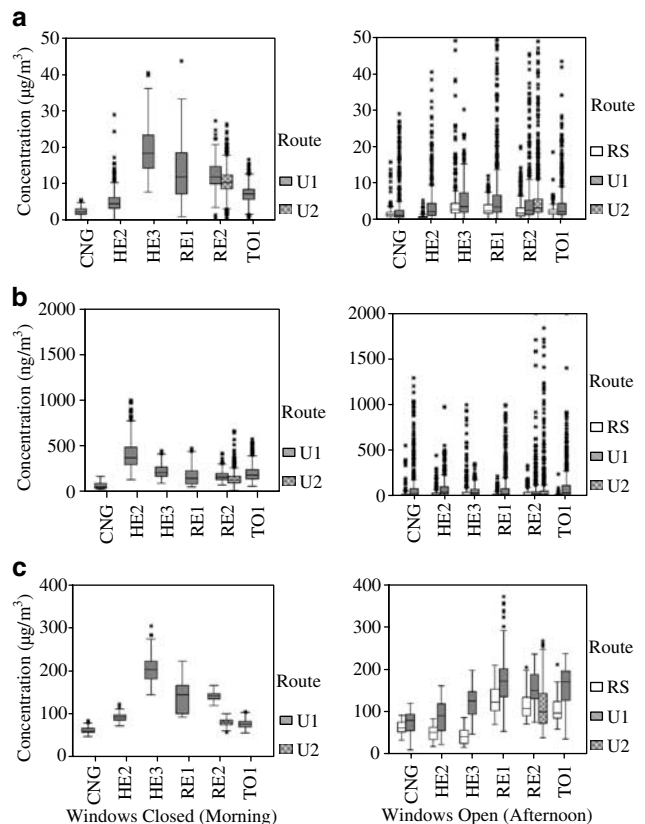 a
Concentration (µg/m³)
50
40
30
20
10
0
CNG
HE2
HE3
RE1
RE2
TO1
Route
U1
U2
50
40
30
20
10
0
CNG
HE2
HE3
RE1
RE2
TO1
Route
RS
U1
U2
b
Concentration (ng/m³)
2000
1000
500
0
CNG
HE2
HE3
RE1
RE2
TO1
Route
U1
U2
2000
1000
500
0
CNG
HE2
HE3
RE1
RE2
TO1
Route
RS
U1
U2
c
Concentration (µg/m³)
400
300
200
100
0
CNG
HE2
HE3
RE1
RE2
TO1
Windows Closed (Morning)
Route
U1
U2
400
300
200
100
0
CNG
HE2
HE3
RE1
RE2
TO1
Windows Open (Afternoon)
Route
RS
U1
U2